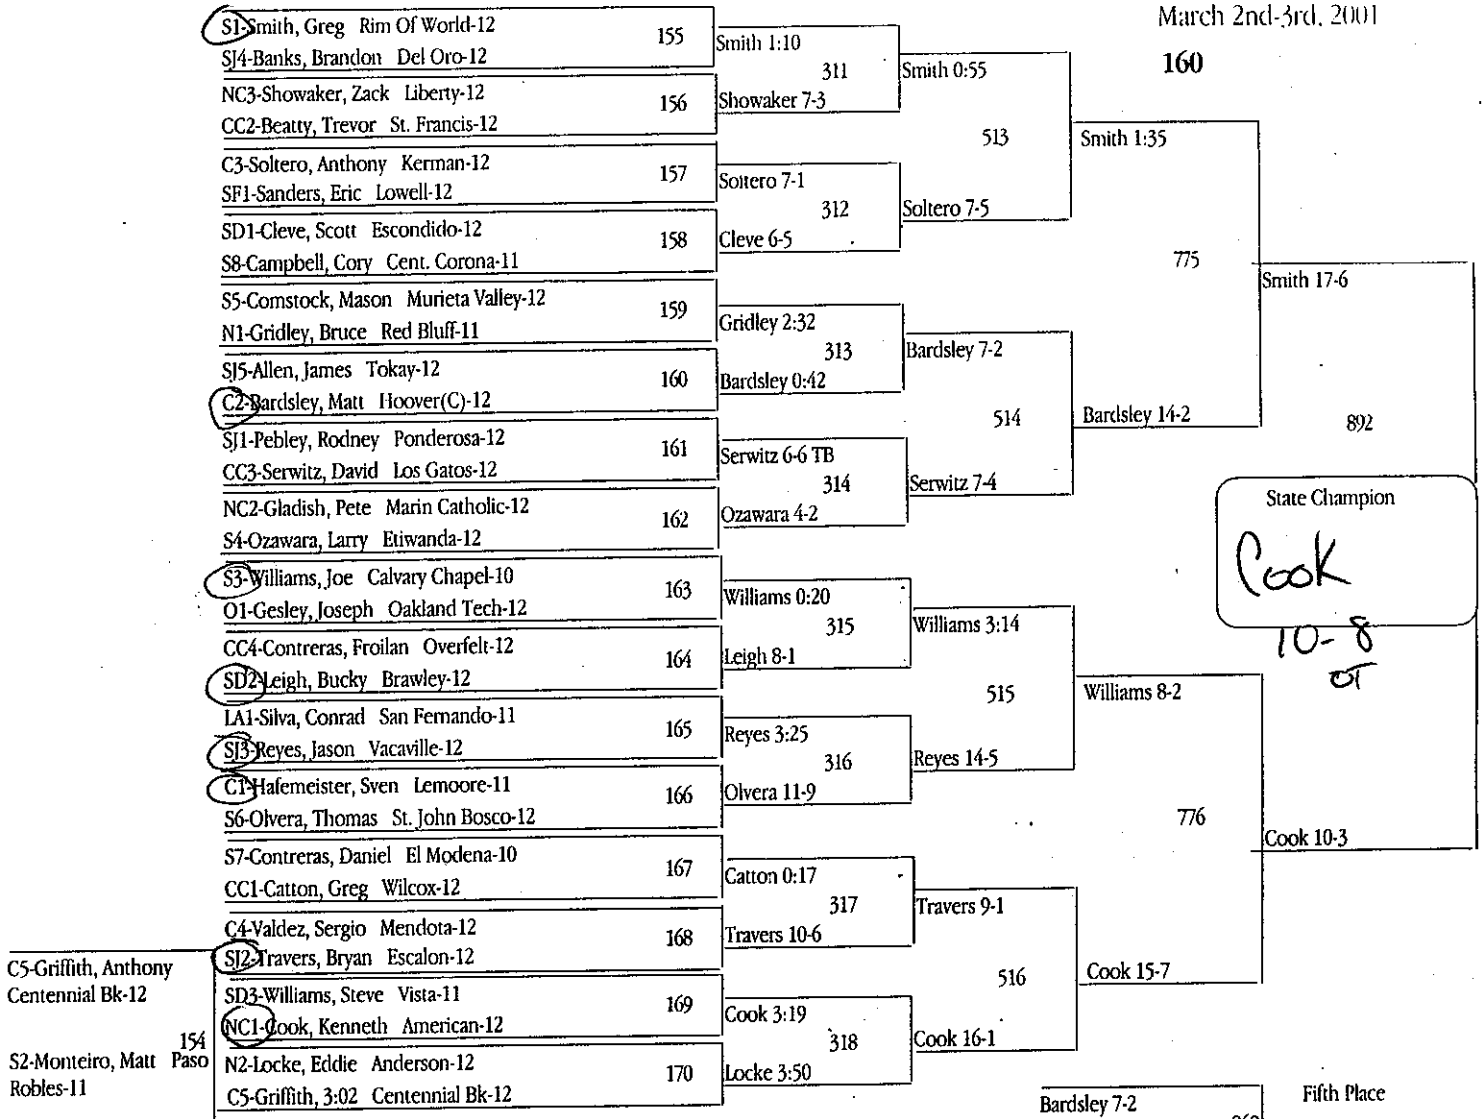 March 2nd-3rd, 2001
160
S1-Smith, Greg Rim Of World-12
155
SJ4-Banks, Brandon Del Oro-12
NC3-Showaker, Zack Liberty-12
156
CC2-Beatty, Trevor St. Francis-12
C3-Soltero, Anthony Kerman-12
157
SF1-Sanders, Eric Lowell-12
SD1-Cleve, Scott Escondido-12
158
S8-Campbell, Cory Cent. Corona-11
S5-Comstock, Mason Murieta Valley-12
159
N1-Gridley, Bruce Red Bluff-11
SJ5-Allen, James Tokay-12
160
C2-Bardsley, Matt Hoover(C)-12
SJ1-Pebley, Rodney Ponderosa-12
161
CC3-Serwitz, David Los Gatos-12
NC2-Gladish, Pete Marin Catholic-12
162
S4-Ozawara, Larry Etiwanda-12
S3-Williams, Joe Calvary Chapel-10
163
O1-Gesley, Joseph Oakland Tech-12
CC4-Contreras, Froilan Overfelt-12
164
SD2-Leigh, Bucky Brawley-12
LA1-Silva, Conrad San Fernando-11
165
SJ3-Reyes, Jason Vacaville-12
C1-Hafemeister, Sven Lemoore-11
166
S6-Olvera, Thomas St. John Bosco-12
S7-Contreras, Daniel El Modena-10
167
CC1-Catton, Greg Wilcox-12
C4-Valdez, Sergio Mendota-12
168
SJ2-Travers, Bryan Escalon-12
SD3-Williams, Steve Vista-11
169
NC1-Cook, Kenneth American-12
N2-Locke, Eddie Anderson-12
170
C5-Griffith, 3:02 Centennial Bk-12
C5-Griffith, Anthony
Centennial Bk-12
154
S2-Monteiro, Matt Paso
Robles-11
Smith 1:10
311
Showaker 7-3
Soltero 7-1
312
Cleve 6-5
Gridley 2:32
313
Bardsley 0:42
Serwitz 6-6 TB
314
Ozawara 4-2
Williams 0:20
315
Leigh 8-1
Reyes 3:25
316
Olvera 11-9
Catton 0:17
317
Travers 10-6
Cook 3:19
318
Locke 3:50
Smith 0:55
513
Soltero 7-5
Bardsley 7-2
514
Serwitz 7-4
Williams 3:14
515
Reyes 14-5
Travers 9-1
516
Cook 16-1
Smith 1:35
775
Bardsley 14-2
Williams 8-2
776
Cook 15-7
Smith 17-6
892
Cook 10-3
State Champion
Cook
10-8
OT
Bardsley 7-2
Fifth Place